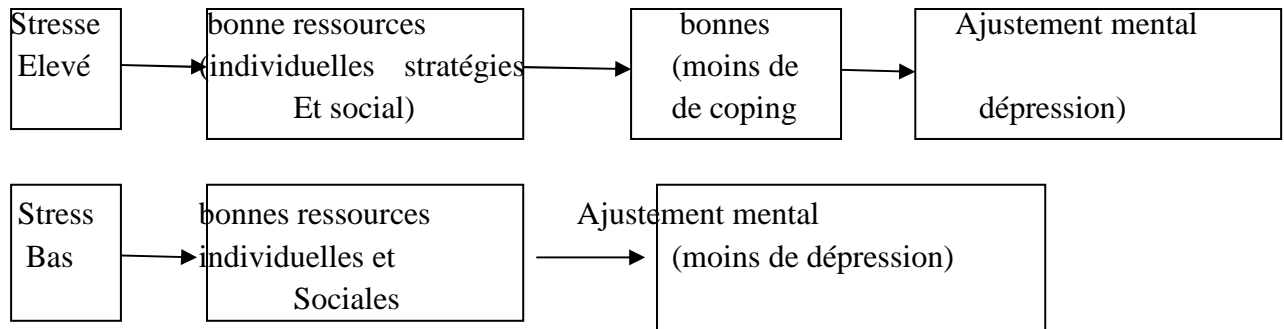 Stresse bonne ressources bonnes Ajustement mental
Elevé (individuelles stratégies (moins de
Et social) de coping dépression)
Stress bonnes ressources Ajustement mental
Bas individuelles et (moins de dépression)
Sociales